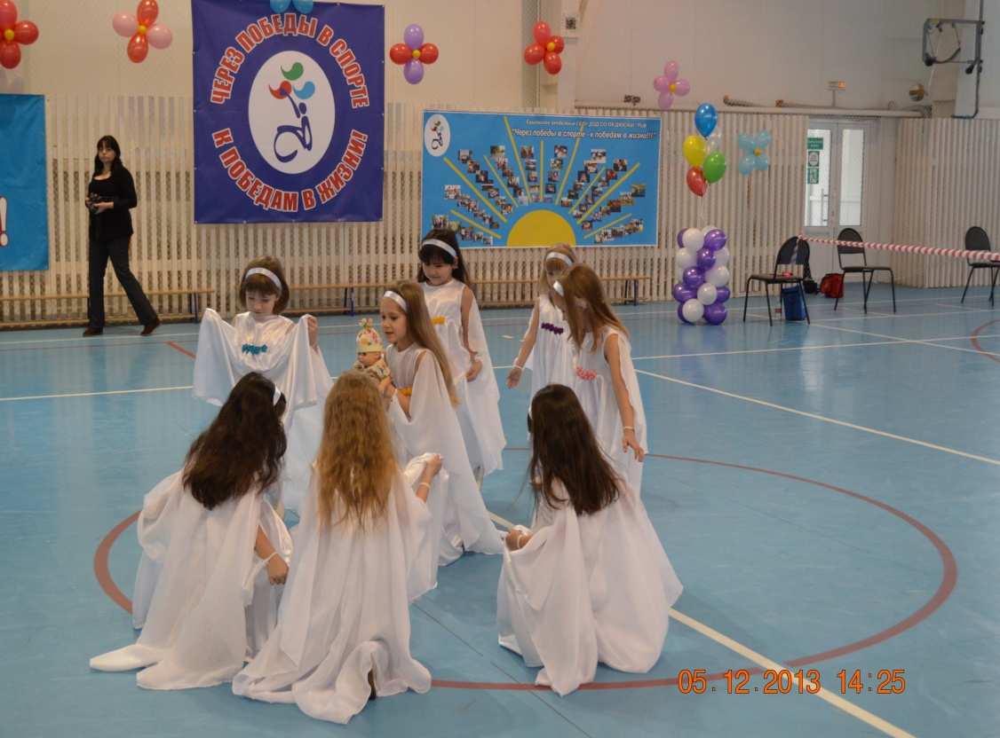 ЧЕРЕЗ ПОБЕДЫ В СПОРТЕ
К ПОБЕДАМ В ЖИЗНИ!
"Через победы в спорте - к победам в жизни!!!"
!
05.12.2013 14:25